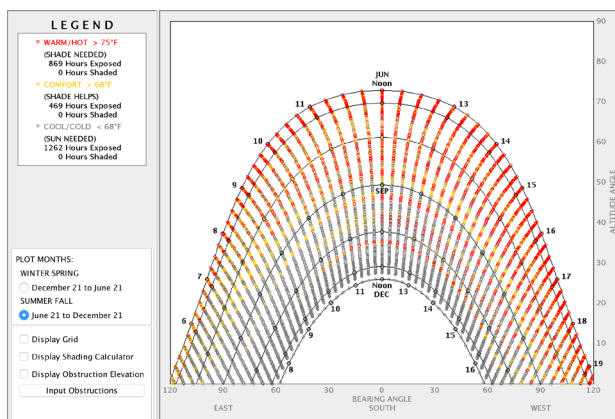 LEGEND
WARM/HOT > 75°F
(SHADE NEEDED)
869 Hours Exposed
0 Hours Shaded
COMFORT > 68°F
(SHADE HELPS)
469 Hours Exposed
0 Hours Shaded
COOL/COLD < 68°F
(SUN NEEDED)
1262 Hours Exposed
0 Hours Shaded
PLOT MONTHS:
WINTER SPRING
December 21 to June 21
SUMMER FALL
June 21 to December 21
Display Grid
Display Shading Calculator
Display Obstruction Elevation
Input Obstructions
90
80
70
60
50
40
30
20
10
0
ALTITUDE ANGLE
JUN
Noon
11
13
10
14
9
15
8
16
7
17
6
18
19
SEP
Noon
DEC
11
13
10
14
9
15
8
16
120
90
60
30
0
30
60
90
120
BEARING ANGLE
EAST
SOUTH
WEST